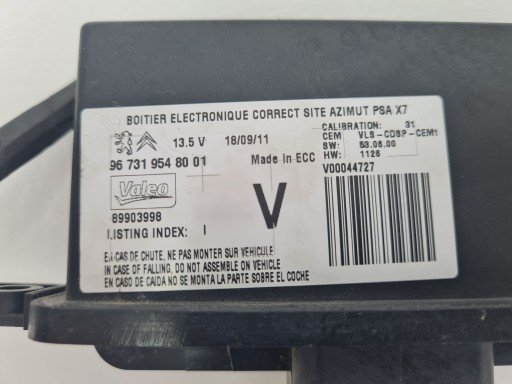 BOITIER ELECTRONIQUE CORRECT SITE AZIMUT PSA X7
13.5 V 18/09/11
CALIBRATION: 31
CEM VLS-CDSP-CEM1
SW: 53.06.00
HW: 1126
96 731 954 80 01 Made In ECC V00044727
Valeo
89903998
LISTING INDEX: I
V
EN CAS DE CHUTE, NE PAS MONTER SUR VEHICULE
IN CASE OF FALLING, DO NOT ASSEMBLE ON VEHICLE
EN CASO DE CAIDA NO SE MONTA LA PARTE SOBRE EL COCHE